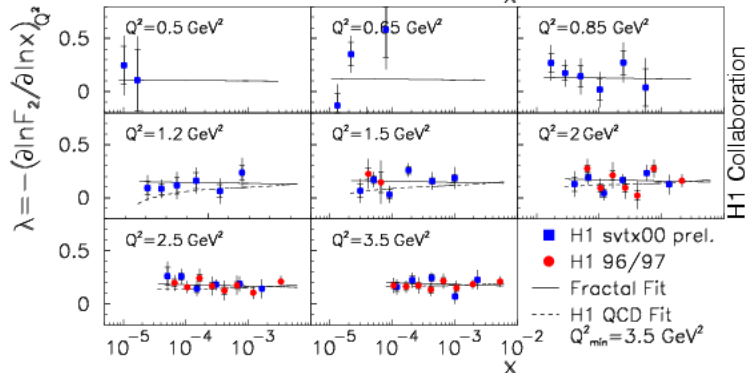 x
λ=−(∂lnF₂/∂lnx)_Q²
Q²=0.5 GeV²
Q²=0.65 GeV²
Q²=0.85 GeV²
0.5
0
Q²=1.2 GeV²
Q²=1.5 GeV²
Q²=2 GeV²
0.5
0
Q²=2.5 GeV²
Q²=3.5 GeV²
0.5
0
H1 Collaboration
H1 svtx00 prel.
H1 96/97
Fractal Fit
H1 QCD Fit
Q²min=3.5 GeV²
10⁻⁵ 10⁻⁴ 10⁻³ 10⁻⁵ 10⁻⁴ 10⁻³ 10⁻²
x